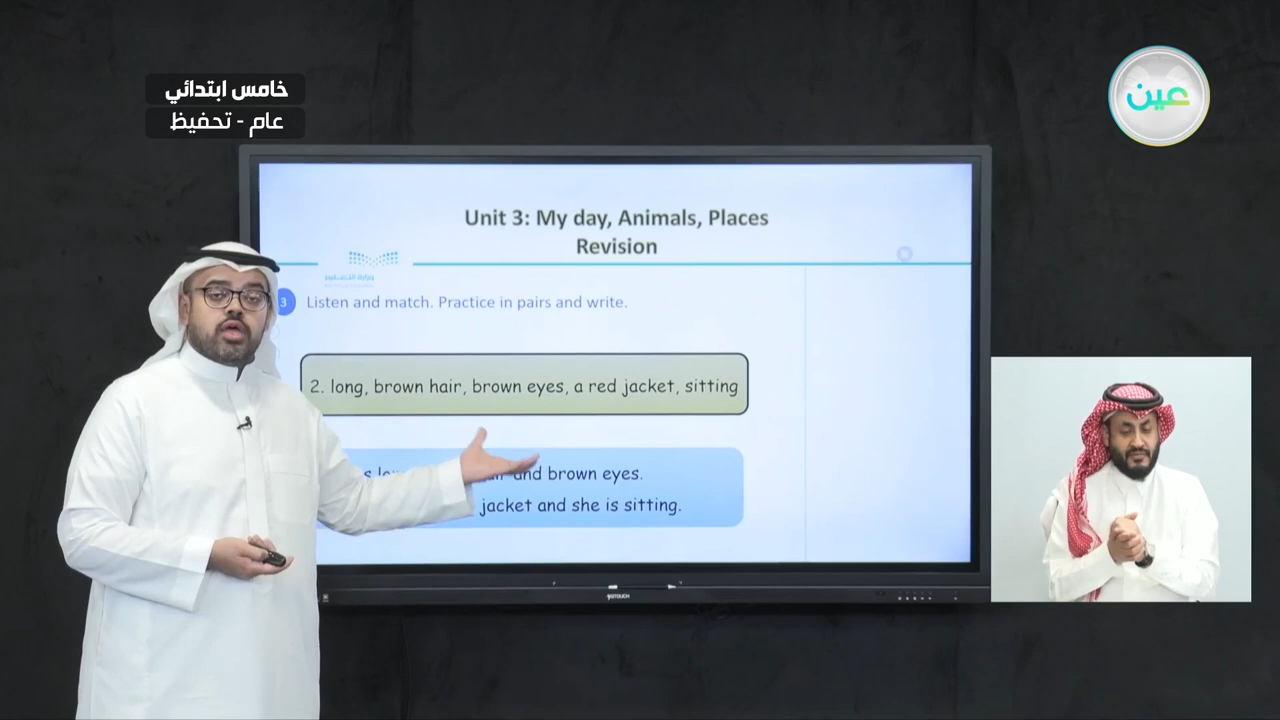 خامس ابتدائي
عام - تحفيظ
عين
Unit 3: My day, Animals, Places
Revision
وزارة التعليم
3 Listen and match. Practice in pairs and write.
2. long, brown hair, brown eyes, a red jacket, sitting
and brown eyes.
jacket and she is sitting.